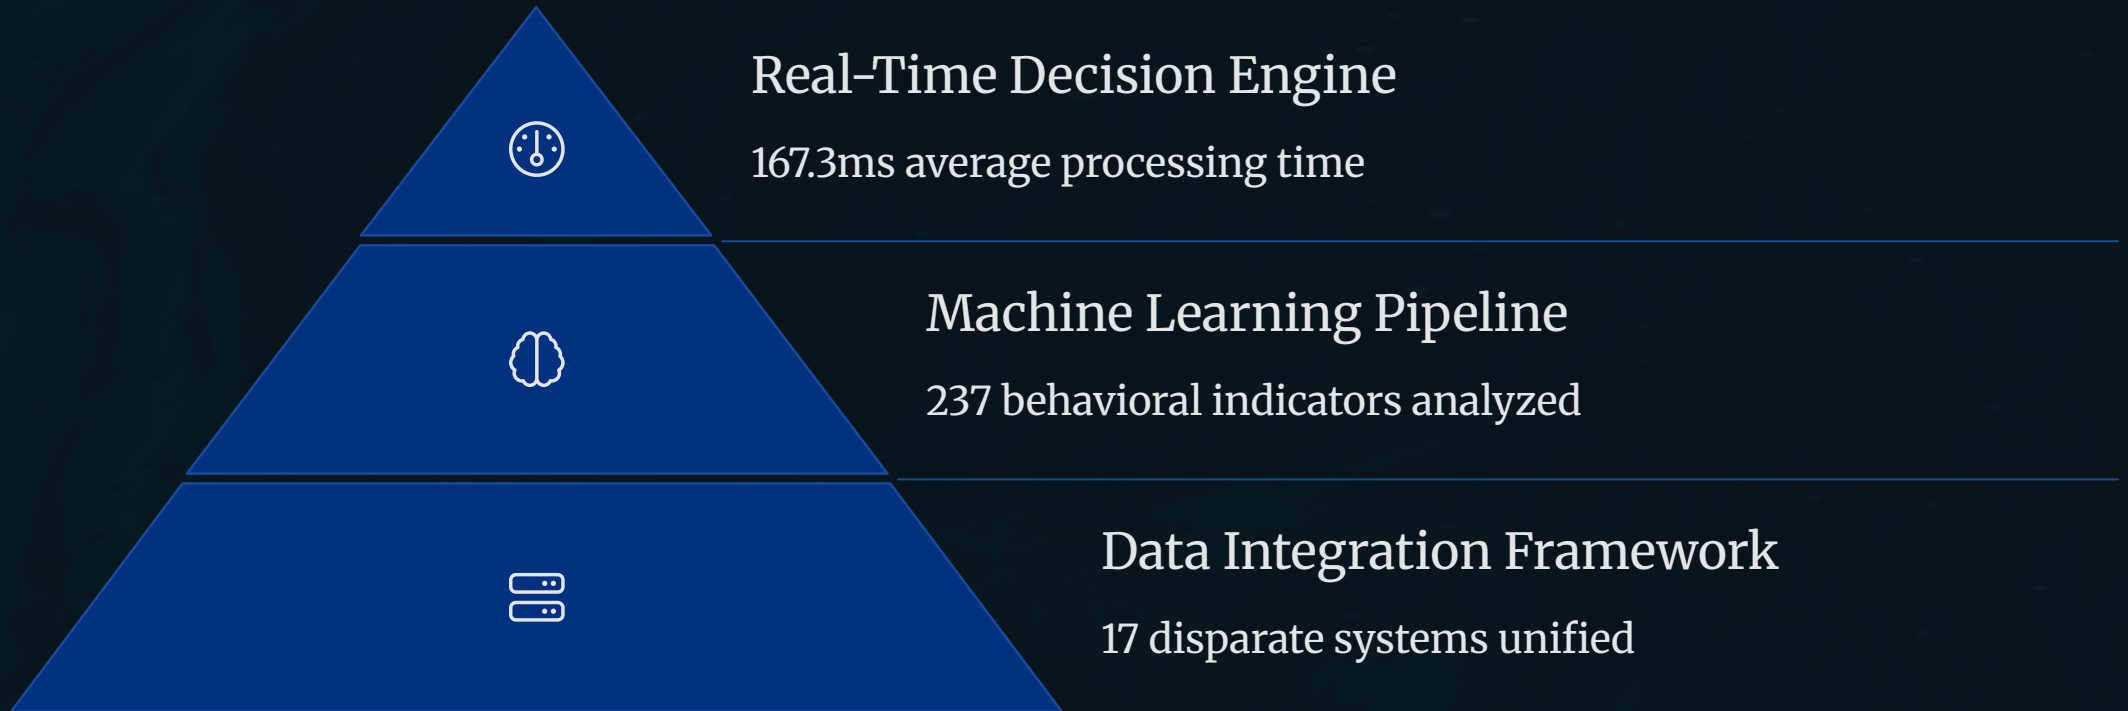 Real-Time Decision Engine
167.3ms average processing time
Machine Learning Pipeline
237 behavioral indicators analyzed
Data Integration Framework
17 disparate systems unified